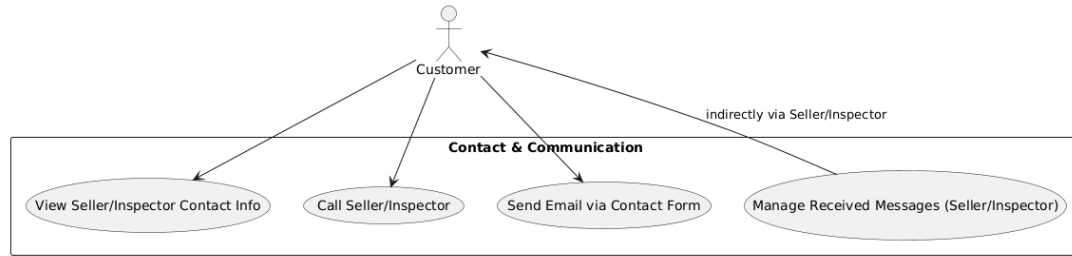 Customer
indirectly via Seller/Inspector
Contact & Communication
View Seller/Inspector Contact Info
Call Seller/Inspector
Send Email via Contact Form
Manage Received Messages (Seller/Inspector)